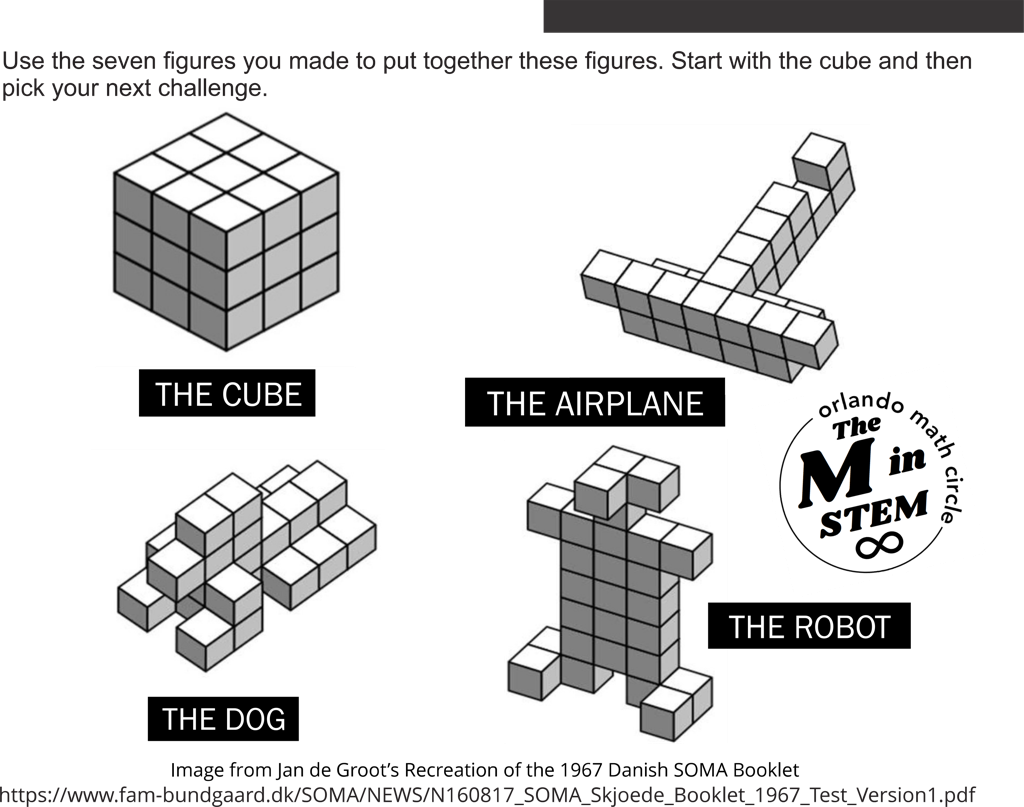 Use the seven figures you made to put together these figures. Start with the cube and then
pick your next challenge.
THE CUBE
THE AIRPLANE
orlando math circle
The
M in
STEM
THE DOG
THE ROBOT
Image from Jan de Groot’s Recreation of the 1967 Danish SOMA Booklet
https://www.fam-bundgaard.dk/SOMA/NEWS/N160817_SOMA_Skjoede_Booklet_1967_Test_Version1.pdf